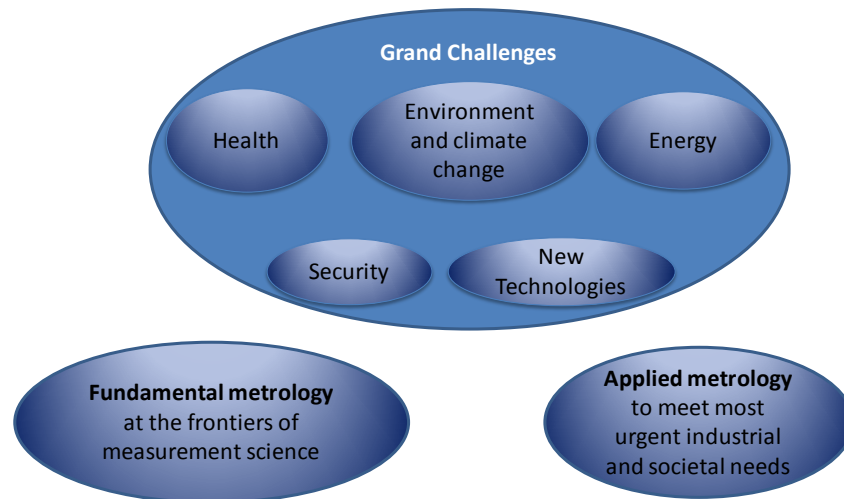 Grand Challenges
Health
Environment
and climate
change
Energy
Security
New
Technologies
Fundamental metrology
at the frontiers of
measurement science
Applied metrology
to meet most
urgent industrial
and societal needs